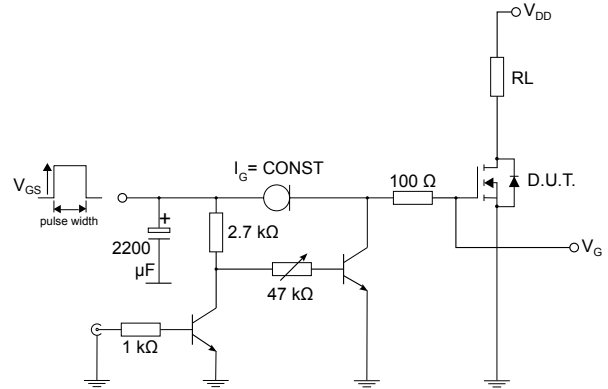 V_DD
RL
I_G= CONST
100 Ω
D.U.T.
V_GS
pulse width
+
2200
μF
2.7 kΩ
47 kΩ
V_G
1 kΩ